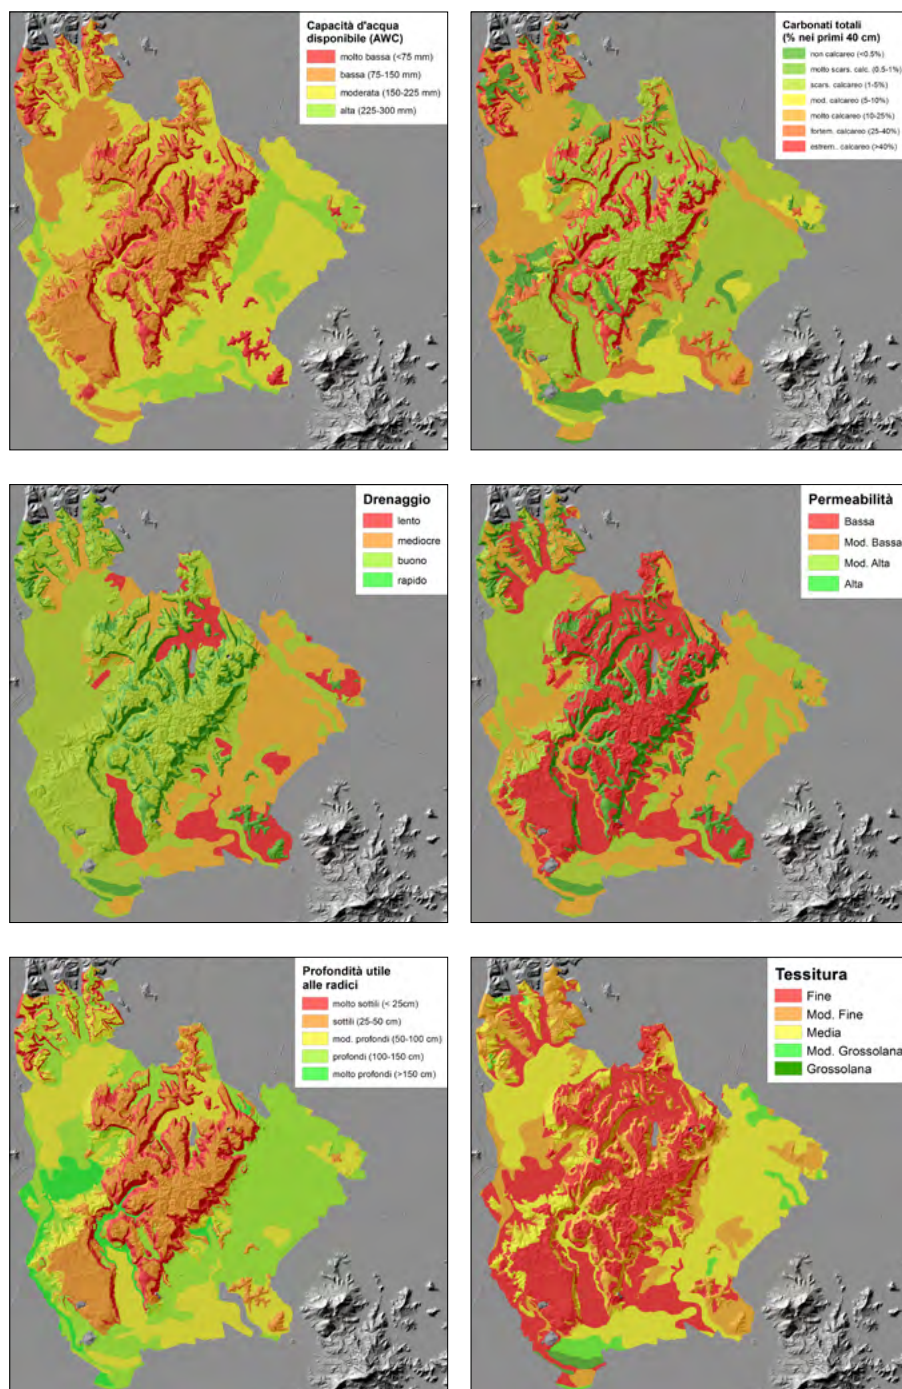 Capacità d'acqua
disponibile (AWC)
molto bassa (<75 mm)
bassa (75-150 mm)
moderata (150-225 mm)
alta (225-300 mm)
Carbonati totali
(% nei primi 40 cm)
non calcareo (<0.5%)
molto scars. calc. (0.5-1%)
scars. calcareo (1-5%)
mod. calcareo (5-10%)
molto calcareo (10-25%)
fortem. calcareo (25-40%)
estrem.. calcareo (>40%)
Drenaggio
lento
mediocre
buono
rapido
Permeabilità
Bassa
Mod. Bassa
Mod. Alta
Alta
Profondità utile
alle radici
molto sottili (< 25cm)
sottili (25-50 cm)
mod. profondi (50-100 cm)
profondi (100-150 cm)
molto profondi (>150 cm)
Tessitura
Fine
Mod. Fine
Media
Mod. Grossolana
Grossolana